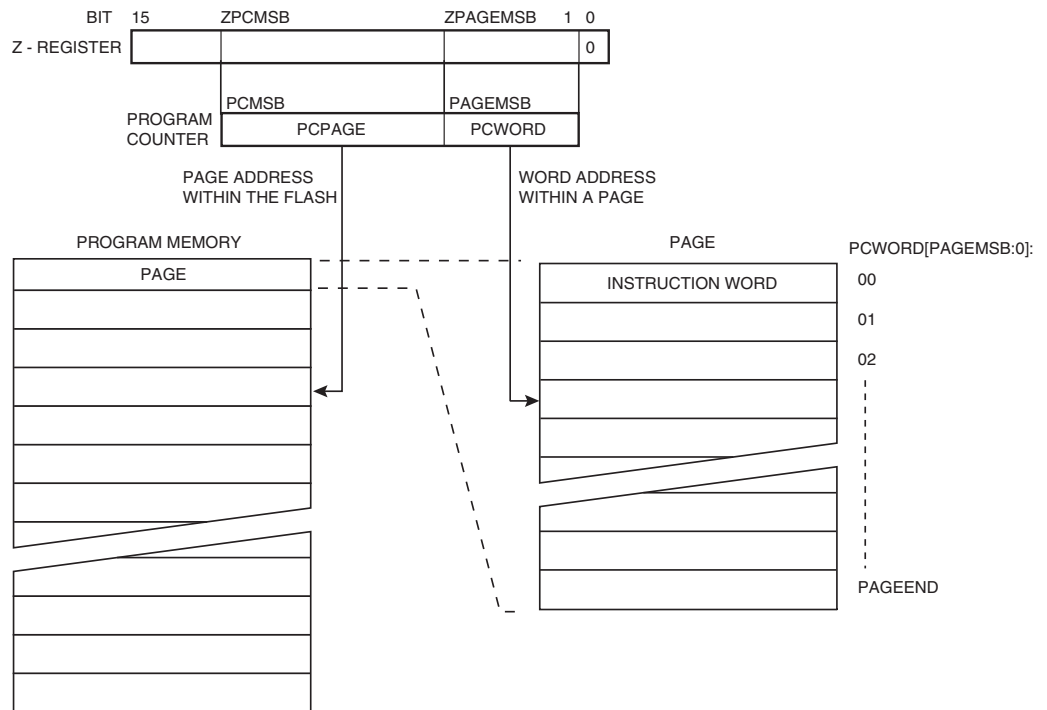 BIT 15 ZPCMSB ZPAGEMSB 1 0
Z - REGISTER 0
PCMSB PAGEMSB
PROGRAM
COUNTER
PCPAGE PCWORD
PAGE ADDRESS
WITHIN THE FLASH
WORD ADDRESS
WITHIN A PAGE
PROGRAM MEMORY
PAGE
PAGE
PCWORD[PAGEMSB:0]:
INSTRUCTION WORD 00
01
02
PAGEEND